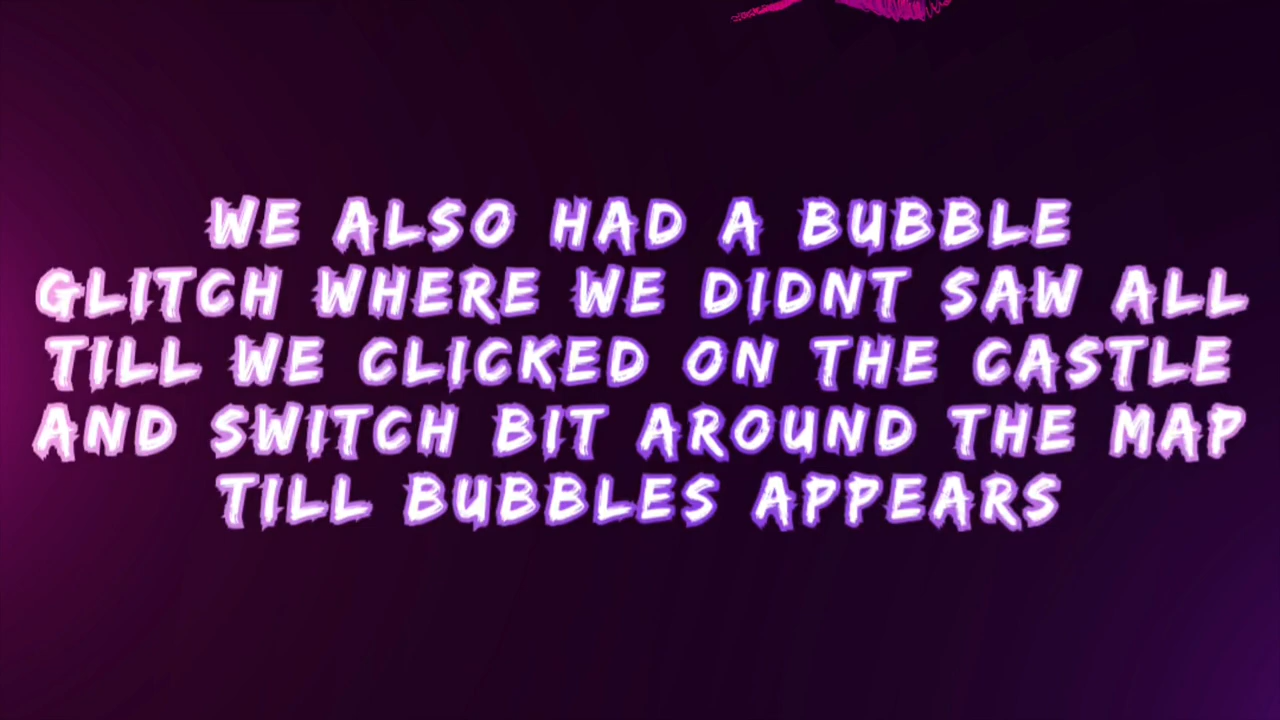 WE ALSO HAD A BUBBLE
GLITCH WHERE WE DIDNT SAW ALL
TILL WE CLICKED ON THE CASTLE
AND SWITCH BIT AROUND THE MAP
TILL BUBBLES APPEARS